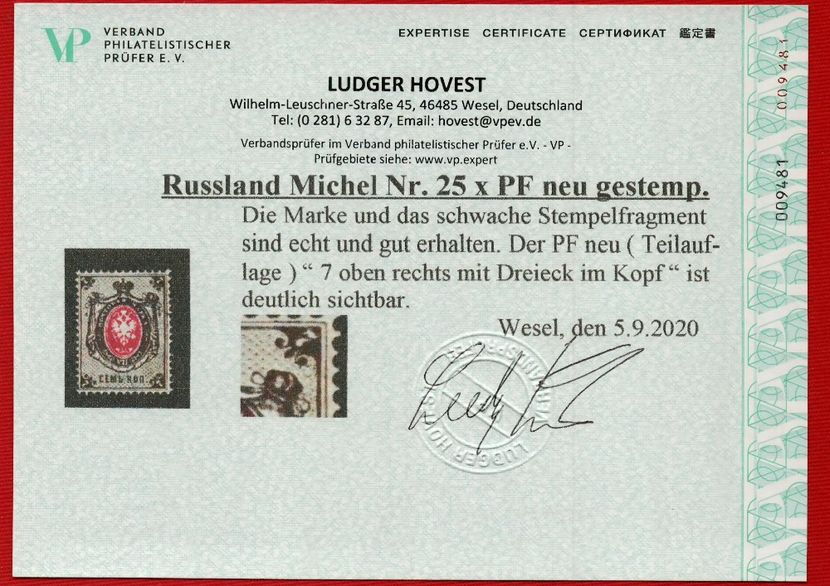 VP
VERBAND
PHILATELISTISCHER
PRÜFER E. V.
EXPERTISE CERTIFICATE СЕРТИФИКАТ 鑑定書
LUDGER HOVEST
Wilhelm-Leuschner-Straße 45, 46485 Wesel, Deutschland
Tel: (0 281) 6 32 87, Email: hovest@vpev.de
Verbandsprüfer im Verband philatelistischer Prüfer e.V. - VP -
Prüfgebiete siehe: www.vp.expert
009481
009481
Russland Michel Nr. 25 x PF neu gestemp.
Die Marke und das schwache Stempelfragment
sind echt und gut erhalten. Der PF neu ( Teilauf-
lage ) “ 7 oben rechts mit Dreieck im Kopf “ ist
deutlich sichtbar.
Wesel, den 5.9.2020
СЕМЬ КОП
LUDGER HOVEST